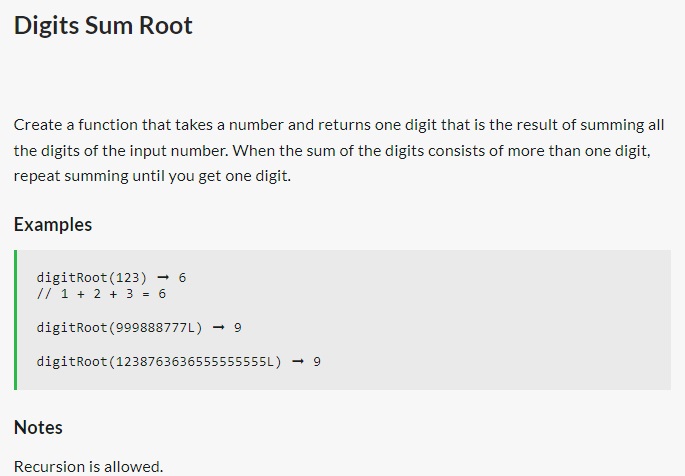 Digits Sum Root
Create a function that takes a number and returns one digit that is the result of summing all
the digits of the input number. When the sum of the digits consists of more than one digit,
repeat summing until you get one digit.
Examples
digitRoot(123) ➞ 6
// 1 + 2 + 3 = 6
digitRoot(999888777L) ➞ 9
digitRoot(1238763636555555555L) ➞ 9
Notes
Recursion is allowed.